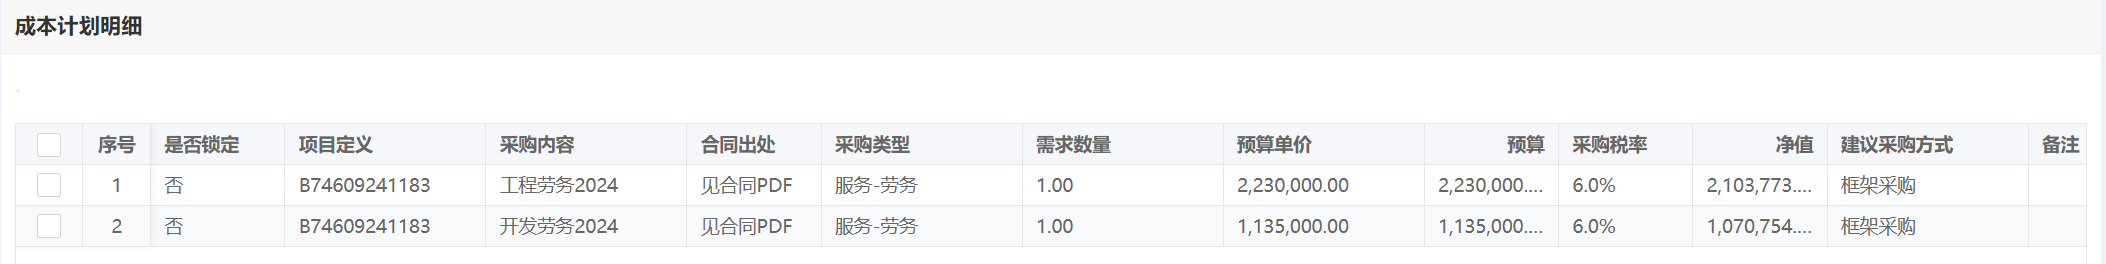 成本计划明细
序号 是否锁定 项目定义 采购内容 合同出处 采购类型 需求数量 预算单价 预算 采购税率 净值 建议采购方式 备注
1 否 B74609241183 工程劳务2024 见合同PDF 服务-劳务 1.00 2,230,000.00 2,230,000.... 6.0% 2,103,773.... 框架采购
2 否 B74609241183 开发劳务2024 见合同PDF 服务-劳务 1.00 1,135,000.00 1,135,000.... 6.0% 1,070,754.... 框架采购